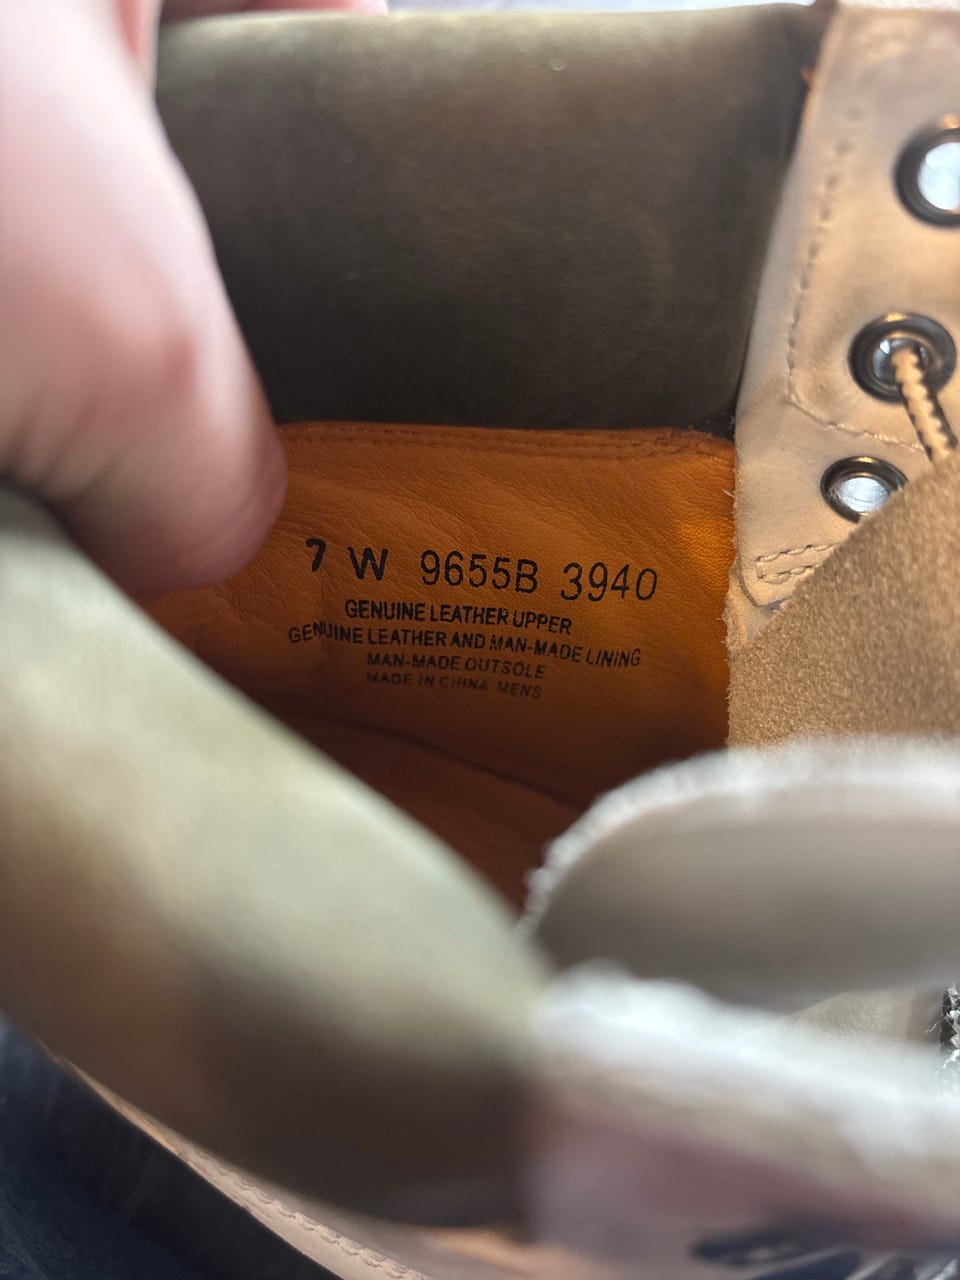 7 W 9655B 3940
GENUINE LEATHER UPPER
GENUINE LEATHER AND MAN-MADE LINING
MAN-MADE OUTSOLE
MADE IN CHINA MENS